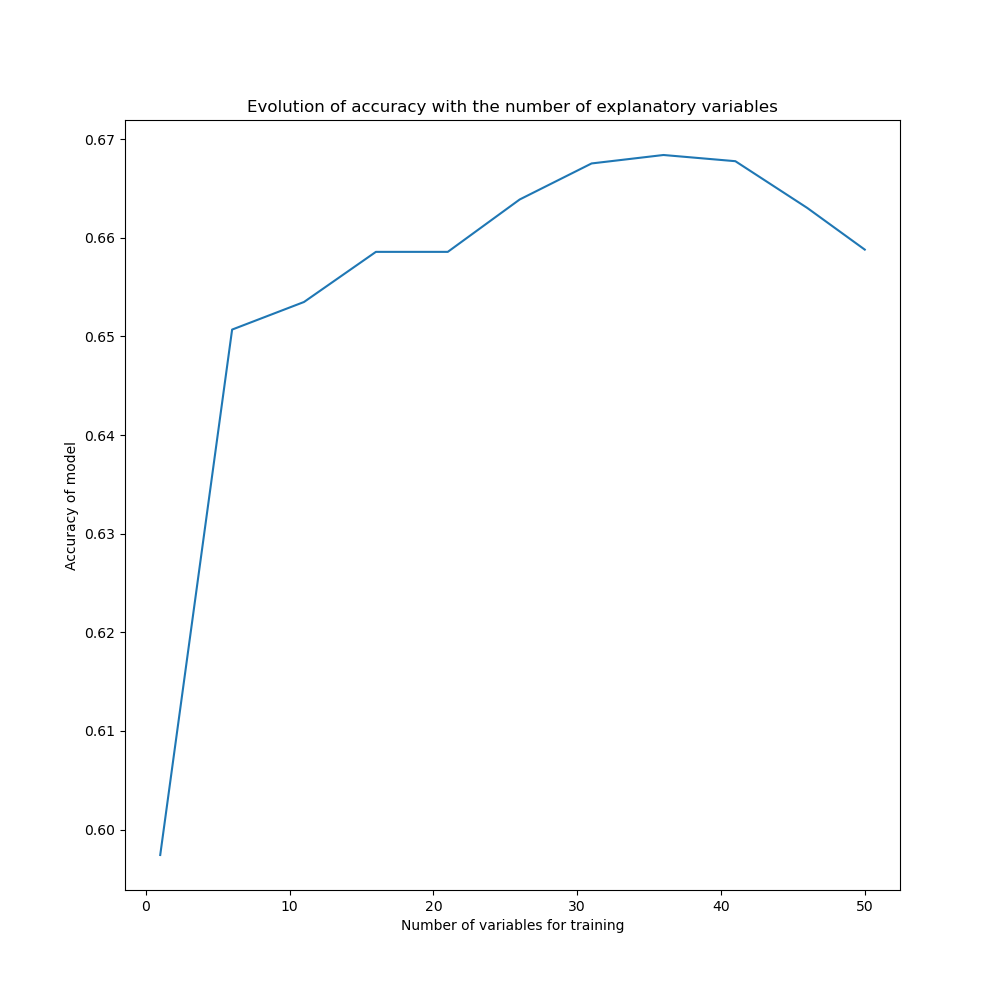 Evolution of accuracy with the number of explanatory variables
0.67
0.66
0.65
0.64
0.63
0.62
0.61
0.60
Accuracy of model
0 10 20 30 40 50
Number of variables for training